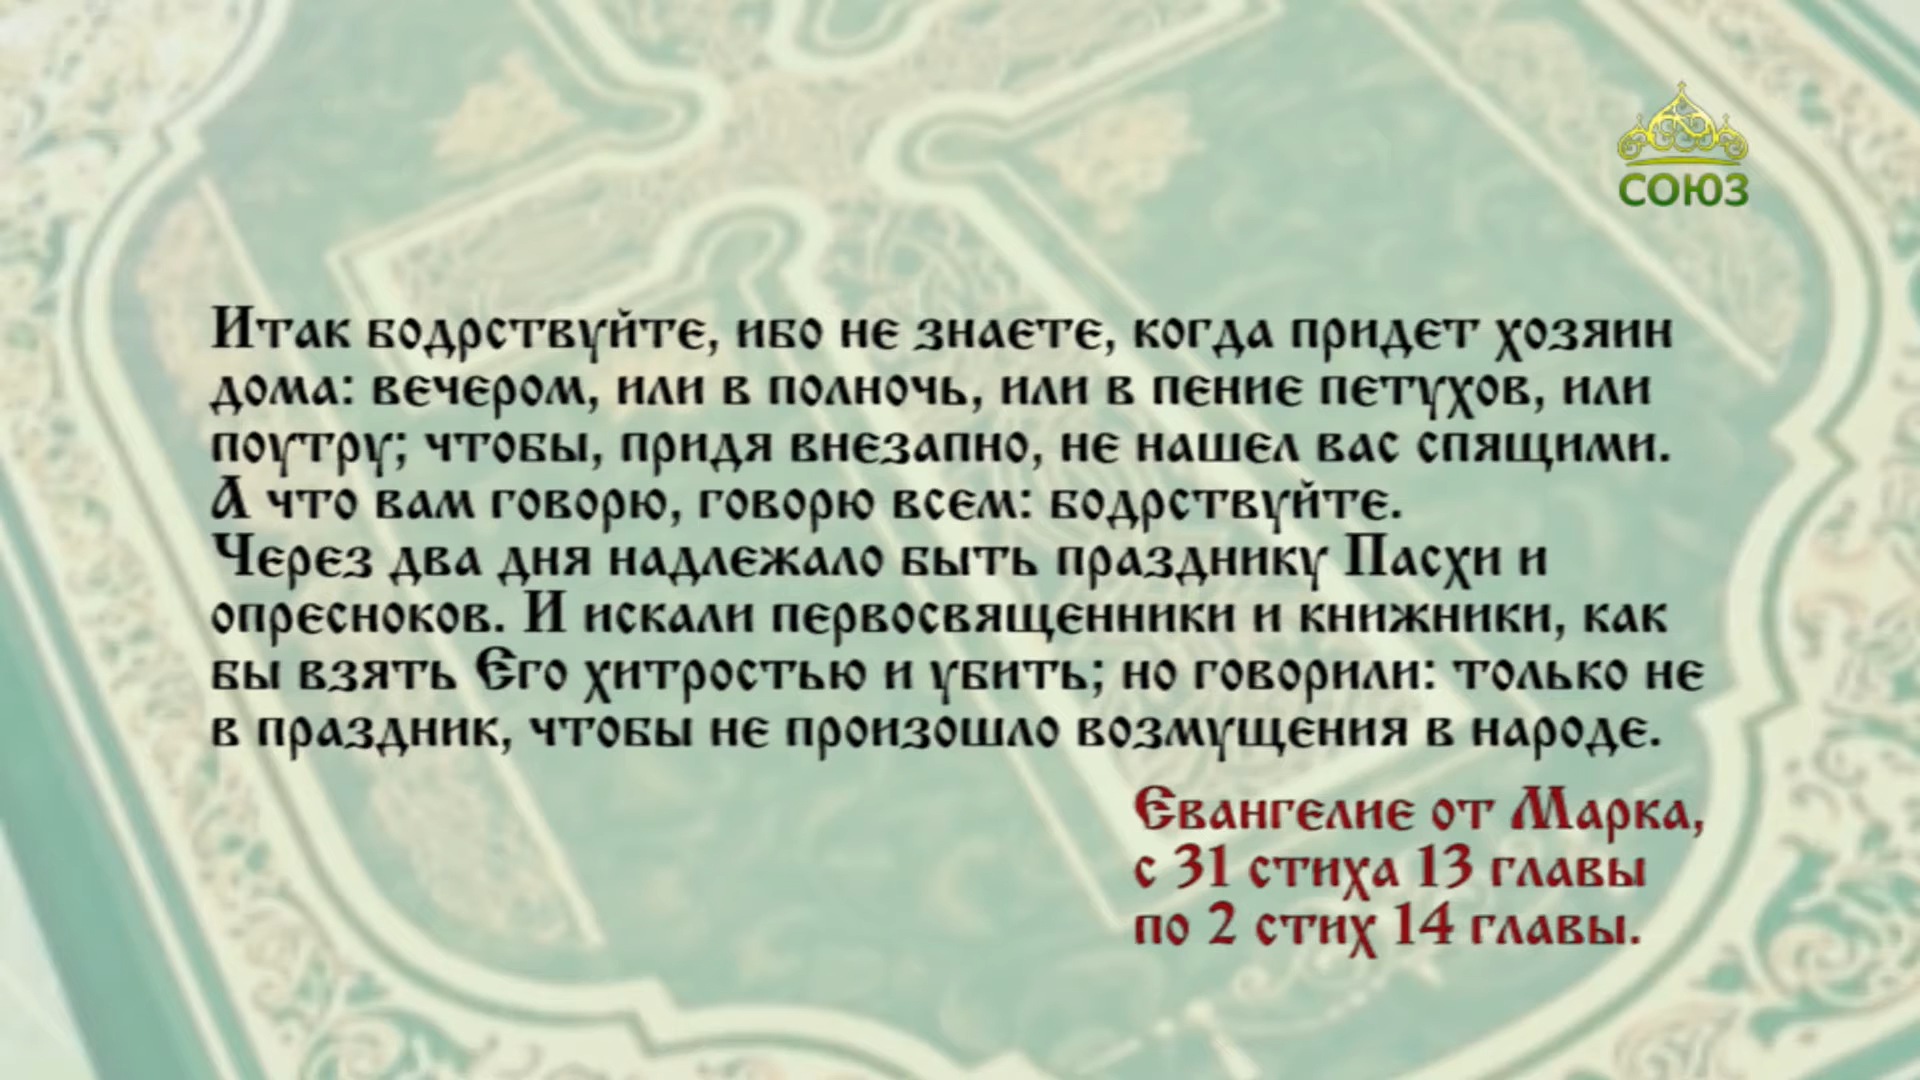 СОЮЗ
Итак бодрствуйте, ибо не знаете, когда придет хозяин
дома: вечером, или в полночь, или в пение петухов, или
поутру; чтобы, придя внезапно, не нашел вас спящими.
А что вам говорю, говорю всем: бодрствуйте.
Через два дня надлежало быть празднику Пасхи и
опресноков. И искали первосвященники и книжники, как
бы взять Его хитростью и убить; но говорили: только не
в праздник, чтобы не произошло возмущения в народе.
Евангелие от Марка,
с 31 стиха 13 главы
по 2 стих 14 главы.